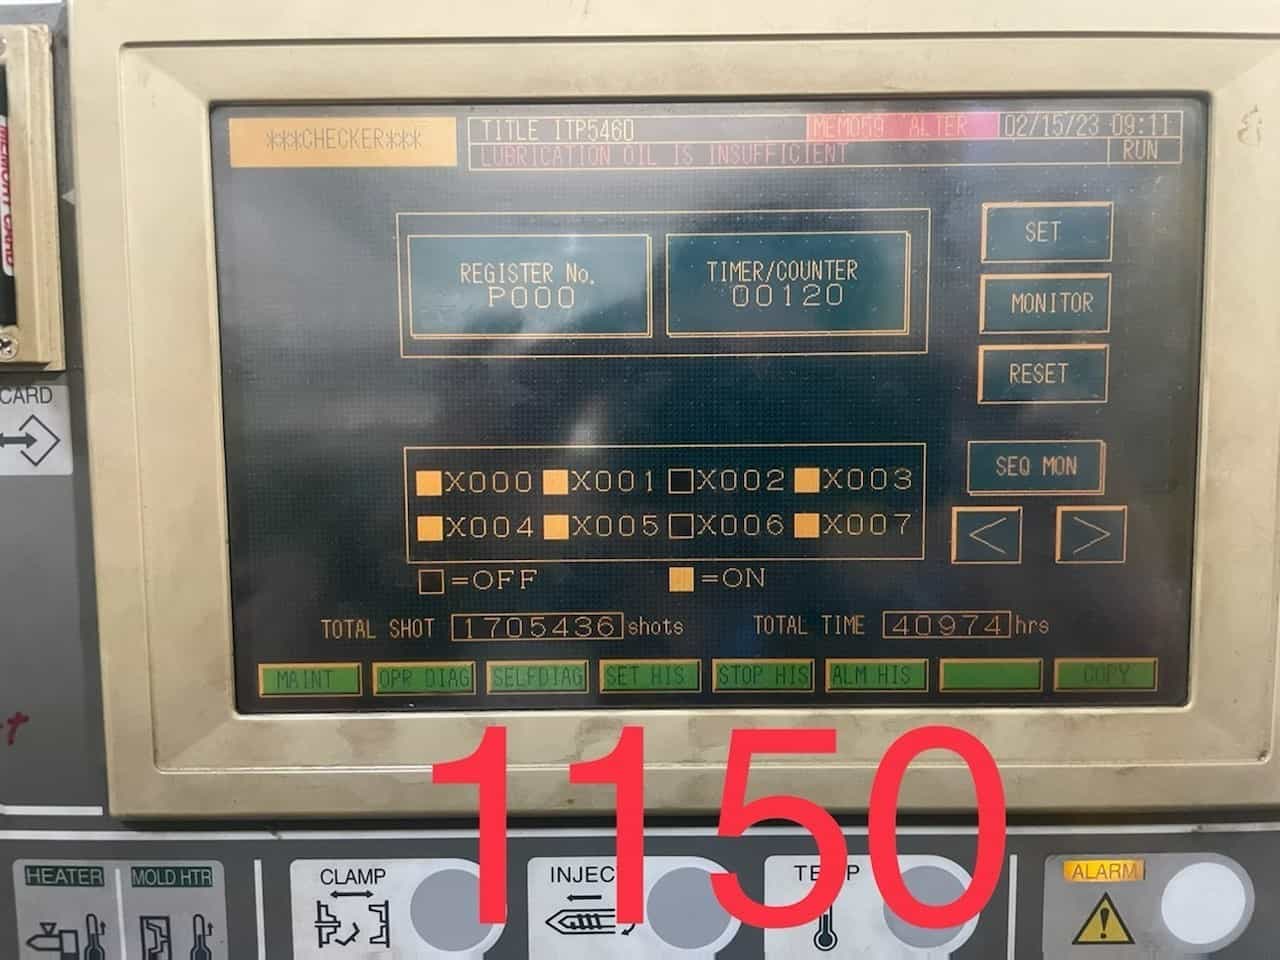 ***CHECKER***
TITLE ITP5460
MEMO59 ALTER
02/15/23 09:11
LUBRICATION OIL IS INSUFFICIENT
RUN
REGISTER No.
P000
TIMER/COUNTER
00120
SET
MONITOR
RESET
X000 X001 X002 X003
X004 X005 X006 X007
=OFF =ON
SEQ MON
< >
TOTAL SHOT 1705436 shots TOTAL TIME 40974 hrs
MAINT OPR DIAG SELFDIAG SET HIS STOP HIS ALM HIS COPY
MEMORY CARD
CARD
1150
HEATER MOLD HTR CLAMP INJEC TE P ALARM